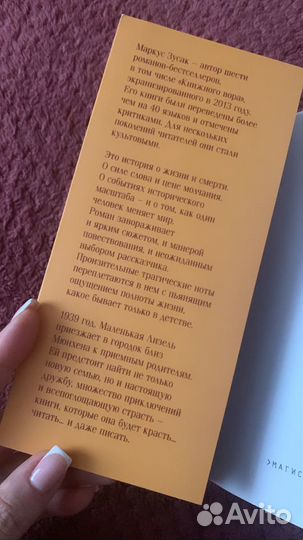 Маркус Зусак – автор шести
романов-бестселлеров,
в том числе «Книжного вора»,
экранизированного в 2013 году.
Его книги были переведены более
чем на 40 языков и отмечены
критиками. Для нескольких
поколений читателей они стали
культовыми.
Это история о жизни и смерти.
О силе слова и цене молчания.
О событиях исторического
масштаба – и о том, как один
человек меняет мир.
Роман завораживает
и ярким сюжетом, и манерой
повествования, и неожиданным
выбором рассказчика.
Пронзительные трагические ноты
переплетаются в нем с пьянящим
ощущением полноты жизни,
какое бывает только в детстве.
1939 год. Маленькая Лизель
приезжает в городок близ
Мюнхена к приемным родителям.
Ей предстоит найти не только
новую семью, но и настоящую
дружбу, множество приключений
и всепоглощающую страсть –
книги, которые она будет красть...
читать... и даже писать.
МАГИС
Avito